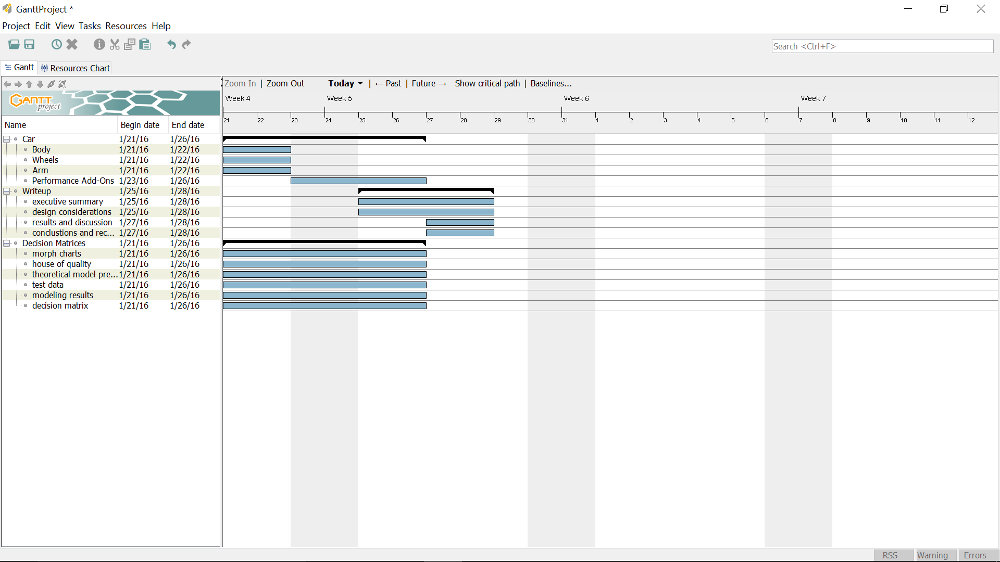 GanttProject *
Project Edit View Tasks Resources Help
Search <Ctrl+F>
Gantt Resources Chart
Zoom In | Zoom Out Today | ← Past | Future → Show critical path | Baselines...
GANTT project
Week 4 Week 5 Week 6 Week 7
21 22 23 24 25 26 27 28 29 30 31 1 2 3 4 5 6 7 8 9 10 11 12
Name Begin date End date
Car 1/21/16 1/26/16
Body 1/21/16 1/22/16
Wheels 1/21/16 1/22/16
Arm 1/21/16 1/22/16
Performance Add-Ons 1/23/16 1/26/16
Writeup 1/25/16 1/28/16
executive summary 1/25/16 1/28/16
design considerations 1/25/16 1/28/16
results and discussion 1/27/16 1/28/16
conclustions and rec... 1/27/16 1/28/16
Decision Matrices 1/21/16 1/26/16
morph charts 1/21/16 1/26/16
house of quality 1/21/16 1/26/16
theoretical model pre... 1/21/16 1/26/16
test data 1/21/16 1/26/16
modeling results 1/21/16 1/26/16
decision matrix 1/21/16 1/26/16
RSS Warning Errors